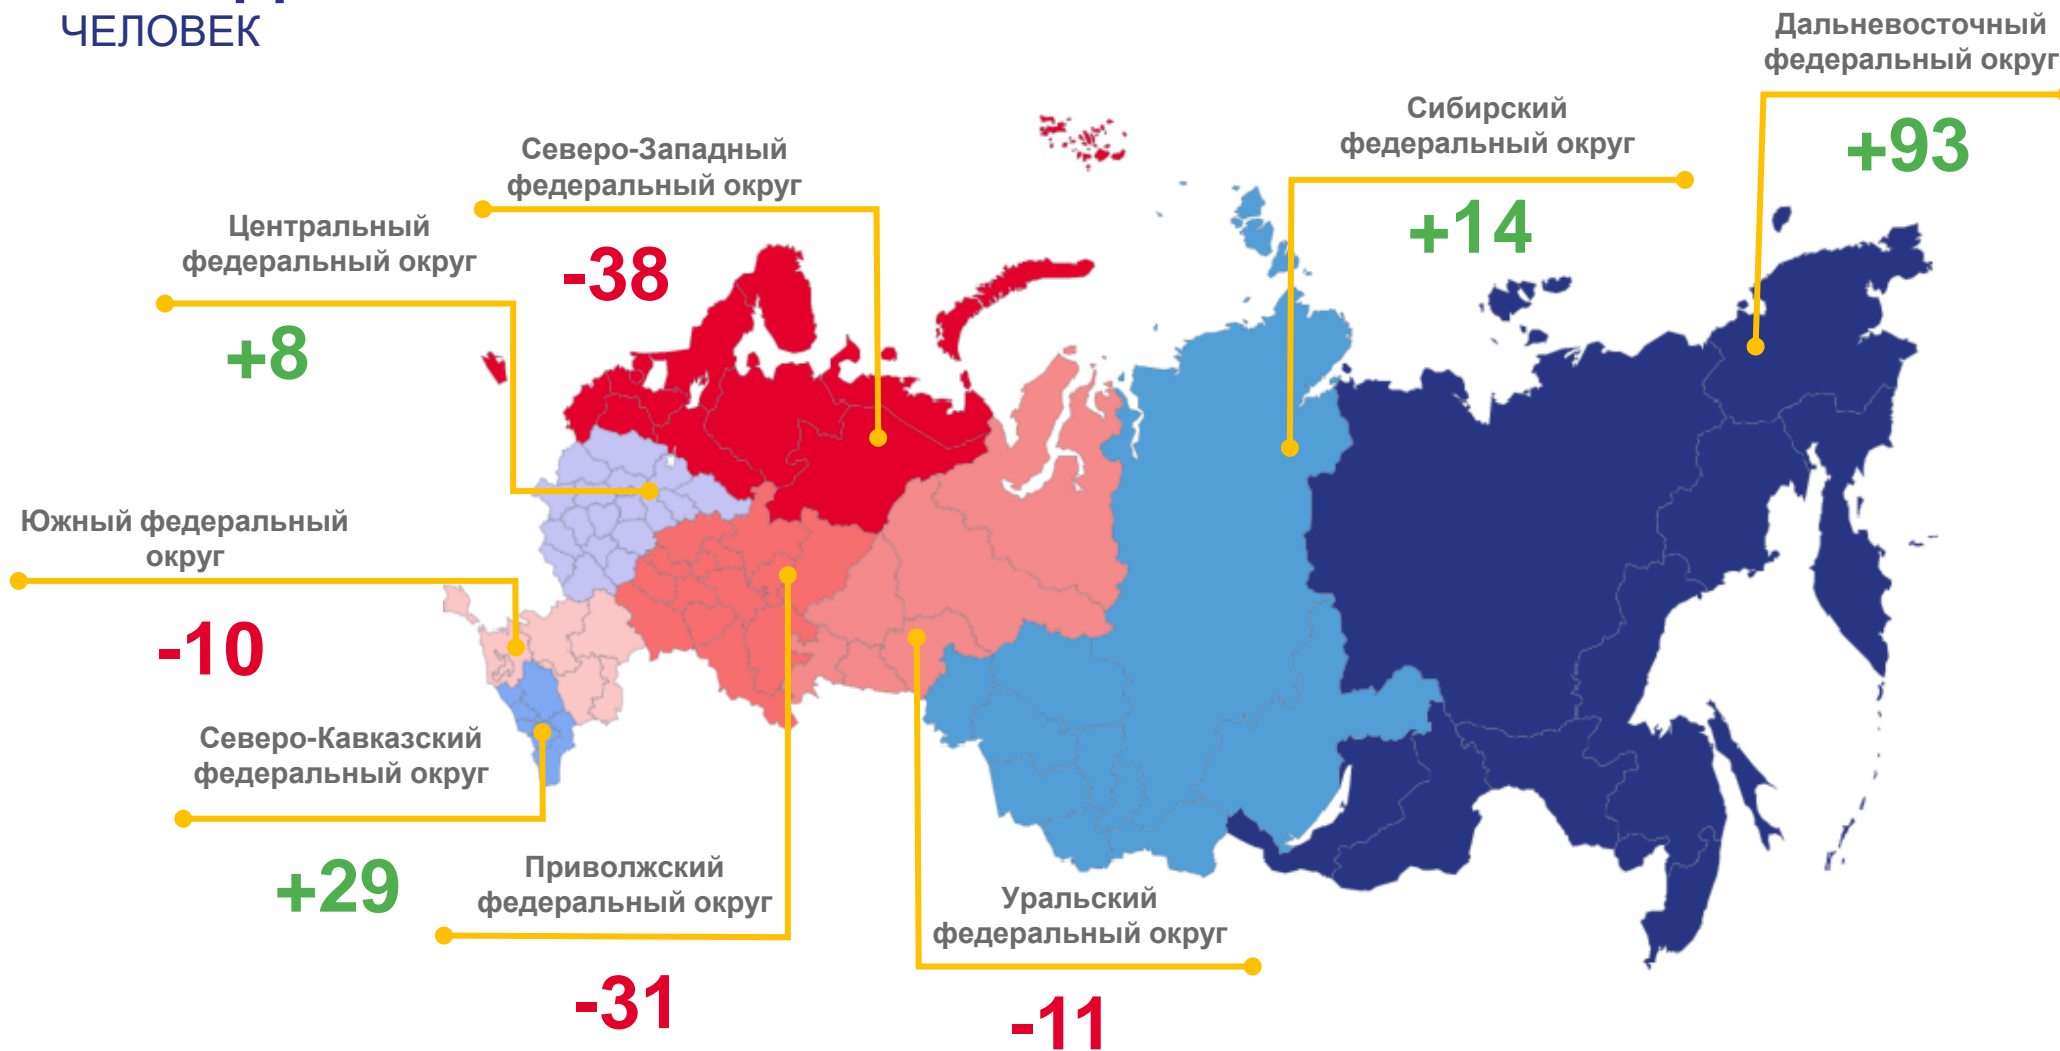 ЧЕЛОВЕК
Дальневосточный
федеральный округ
+93
Сибирский
федеральный округ
+14
Северо-Западный
федеральный округ
-38
Центральный
федеральный округ
+8
Южный федеральный
округ
-10
Северо-Кавказский
федеральный округ
+29
Приволжский
федеральный округ
-31
Уральский
федеральный округ
-11